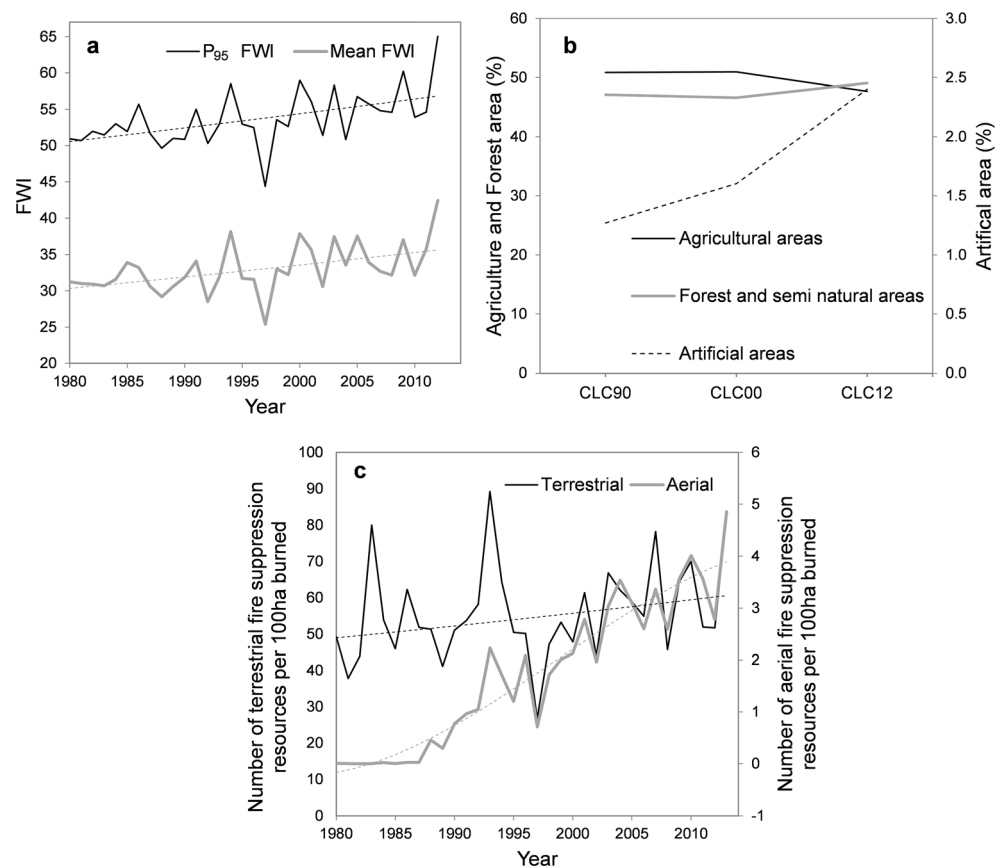 a
P95 FWI
Mean FWI
FWI
65
60
55
50
45
40
35
30
25
20
1980 1985 1990 1995 2000 2005 2010
Year
b
Agriculture and Forest area (%)
60
50
40
30
20
10
0
Agricultural areas
Forest and semi natural areas
Artificial areas
3.0
2.5
2.0
1.5
1.0
0.5
0.0
Artifical area (%)
CLC90 CLC00 CLC12
c
Terrestrial
Aerial
Number of terrestrial fire suppression
resources per 100ha burned
100
90
80
70
60
50
40
30
20
10
0
6
5
4
3
2
1
0
-1
Number of aerial fire suppression
resources per 100ha burned
1980 1985 1990 1995 2000 2005 2010
Year